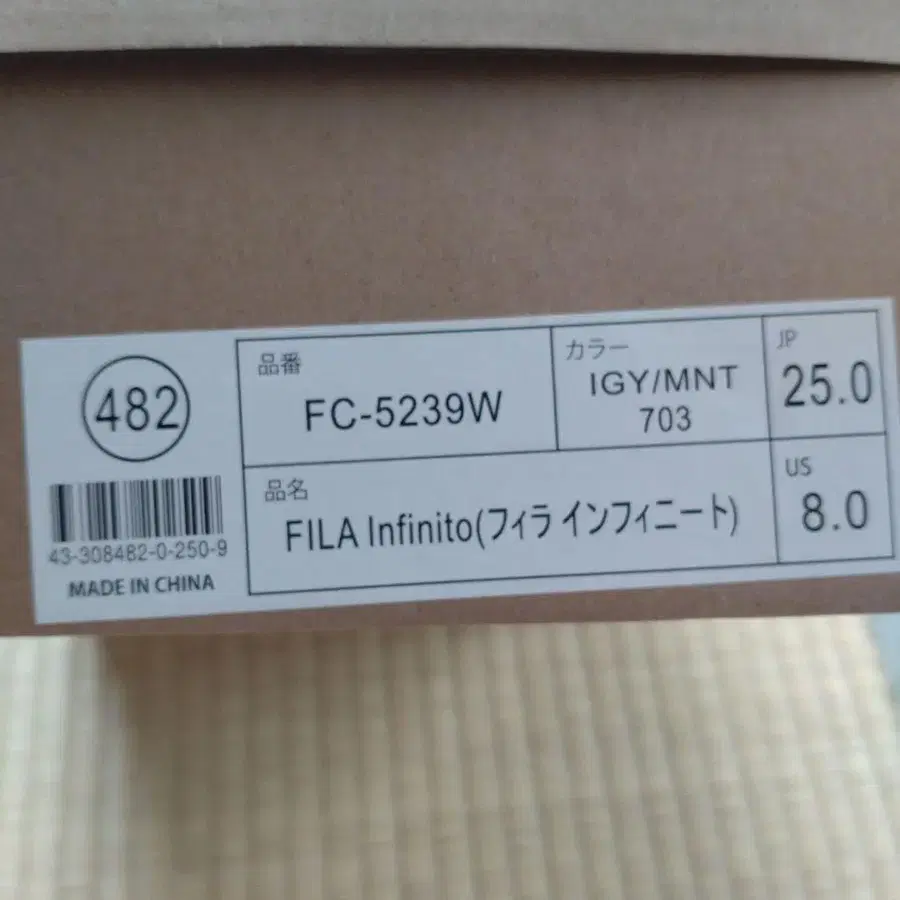 482
43-308482-0-250-9
MADE IN CHINA
品番
FC-5239W
カラー
IGY/MNT
703
JP
25.0
品名
FILA Infinito(フィラ インフィニート)
US
8.0